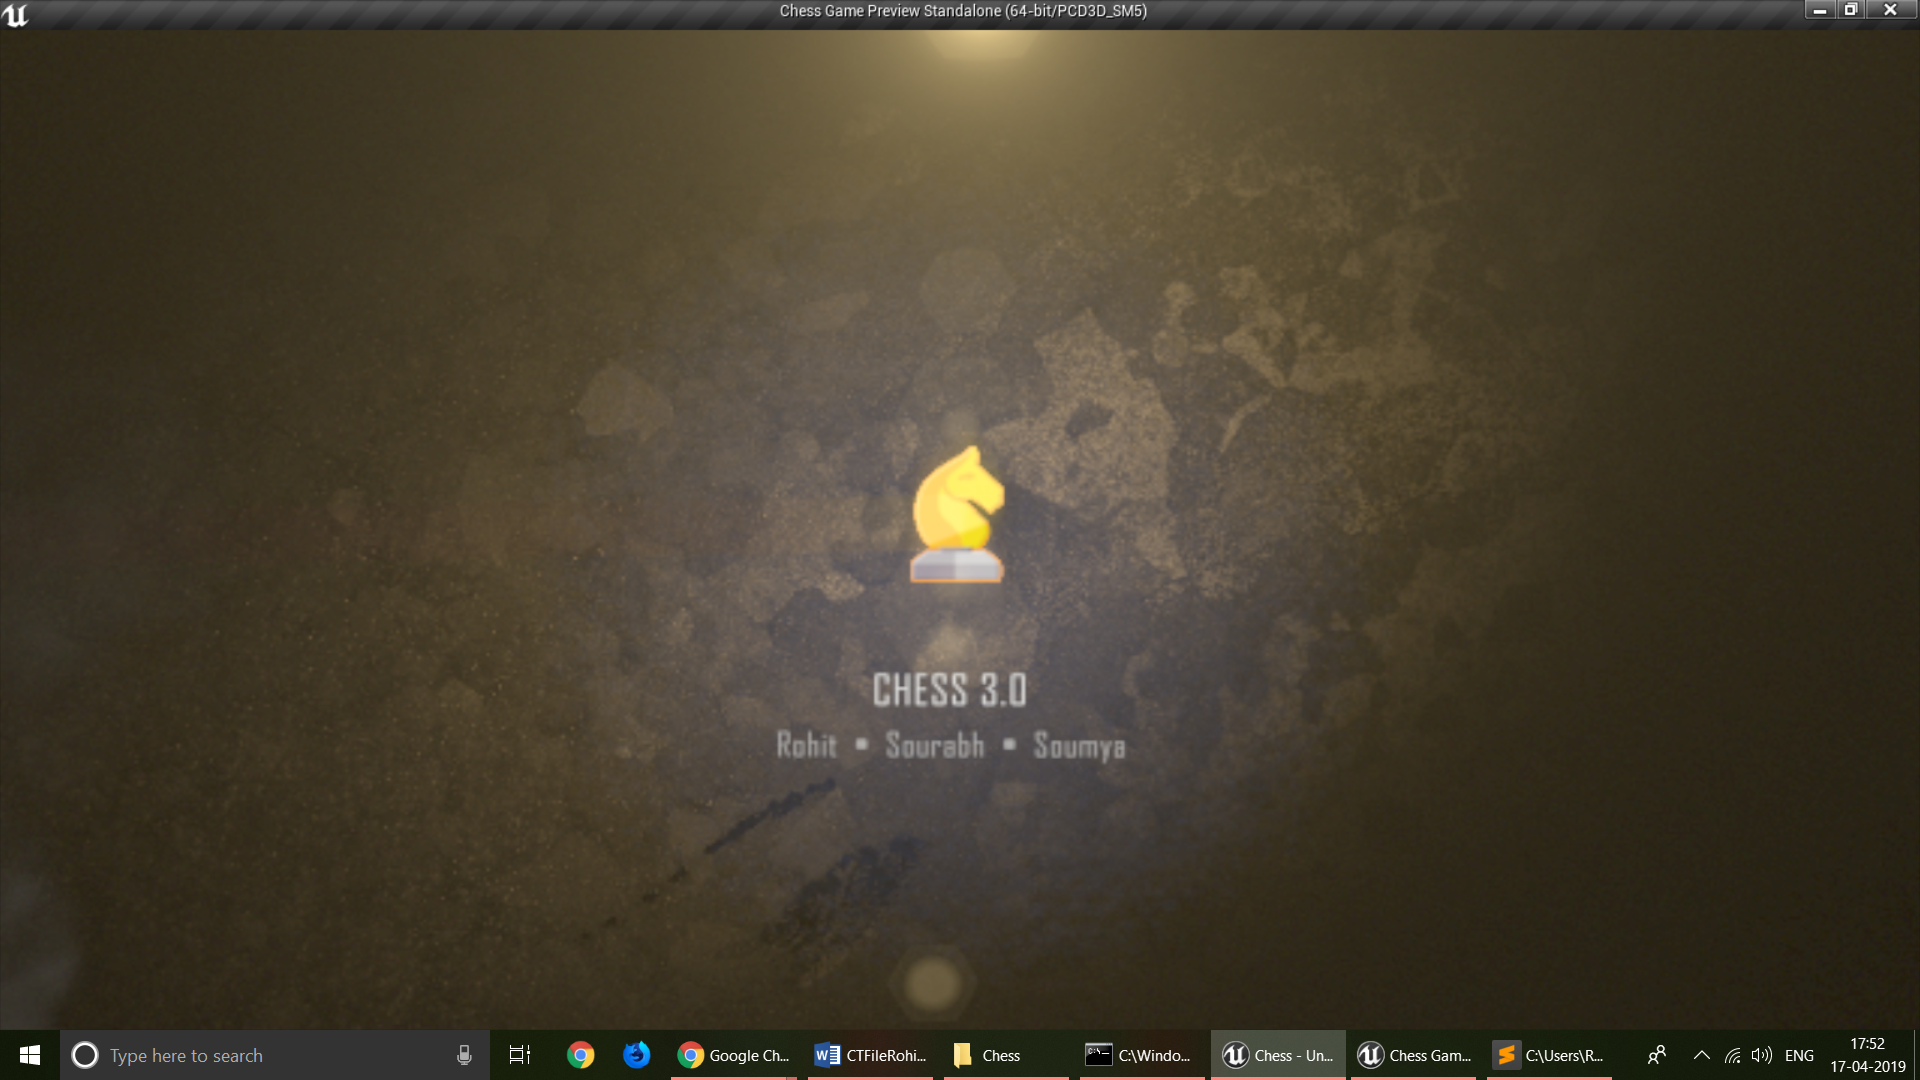 Chess Game Preview Standalone (64-bit/PCD3D_SM5)
CHESS 3.0
Rohit • Sourabh • Soumya
Type here to search
Google Ch...
CTFileRohi...
Chess
C:\Windo...
Chess - Un...
Chess Gam...
C:\Users\R...
ENG
17:52
17-04-2019